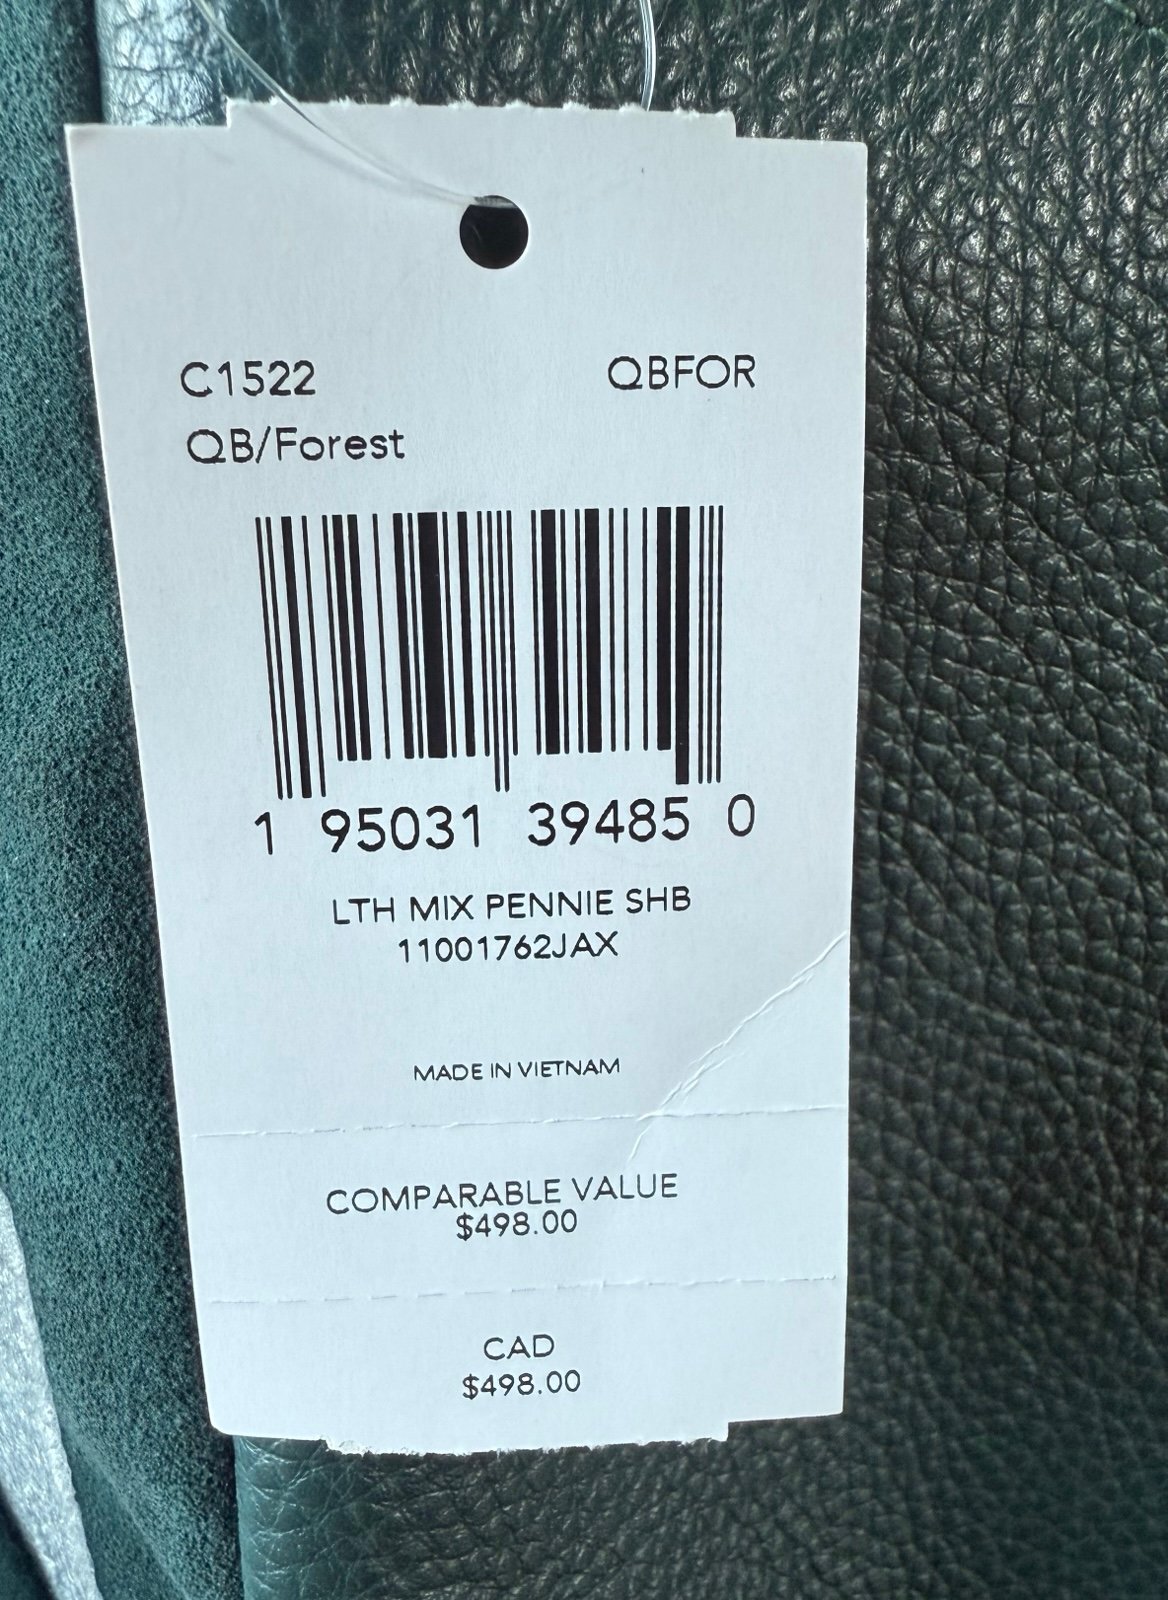 C1522 QBFOR
QB/Forest
1 95031 39485 0
LTH MIX PENNIE SHB
11001762JAX
MADE IN VIETNAM
COMPARABLE VALUE
$498.00
CAD
$498.00